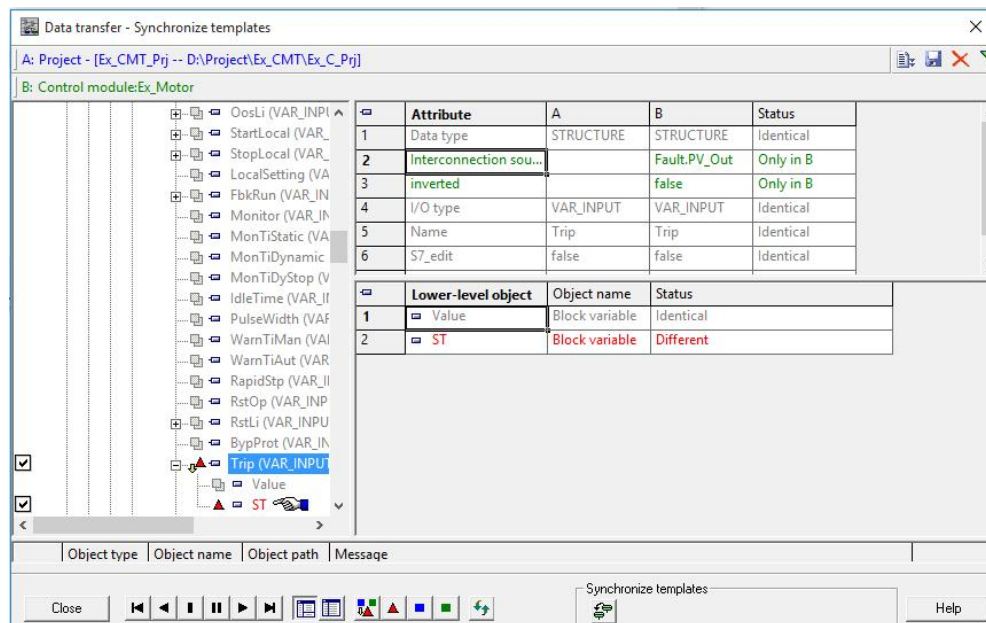 Data transfer - Synchronize templates
A: Project - [Ex_CMT_Prj -- D:\Project\Ex_CMT\Ex_C_Prj]
B: Control module:Ex_Motor
OosLi (VAR_INPU
StartLocal (VAR_
StopLocal (VAR_
LocalSetting (VA
FbkRun (VAR_IN
Monitor (VAR_IN
MonTiStatic (VA
MonTiDynamic
MonTiDyStop (V
IdleTime (VAR_II
PulseWidth (VAR
WarnTiMan (VAI
WarnTiAut (VAR
RapidStp (VAR_II
RstOp (VAR_INP
RstLi (VAR_INPU
BypProt (VAR_IN
Trip (VAR_INPUT
Value
ST
Attribute A B Status
1 Data type STRUCTURE STRUCTURE Identical
2 Interconnection sou... Fault.PV_Out Only in B
3 inverted false Only in B
4 I/O type VAR_INPUT VAR_INPUT Identical
5 Name Trip Trip Identical
6 S7_edit false false Identical
Lower-level object Object name Status
1 Value Block variable Identical
2 ST Block variable Different
Object type Object name Object path Message
Synchronize templates
Close Help